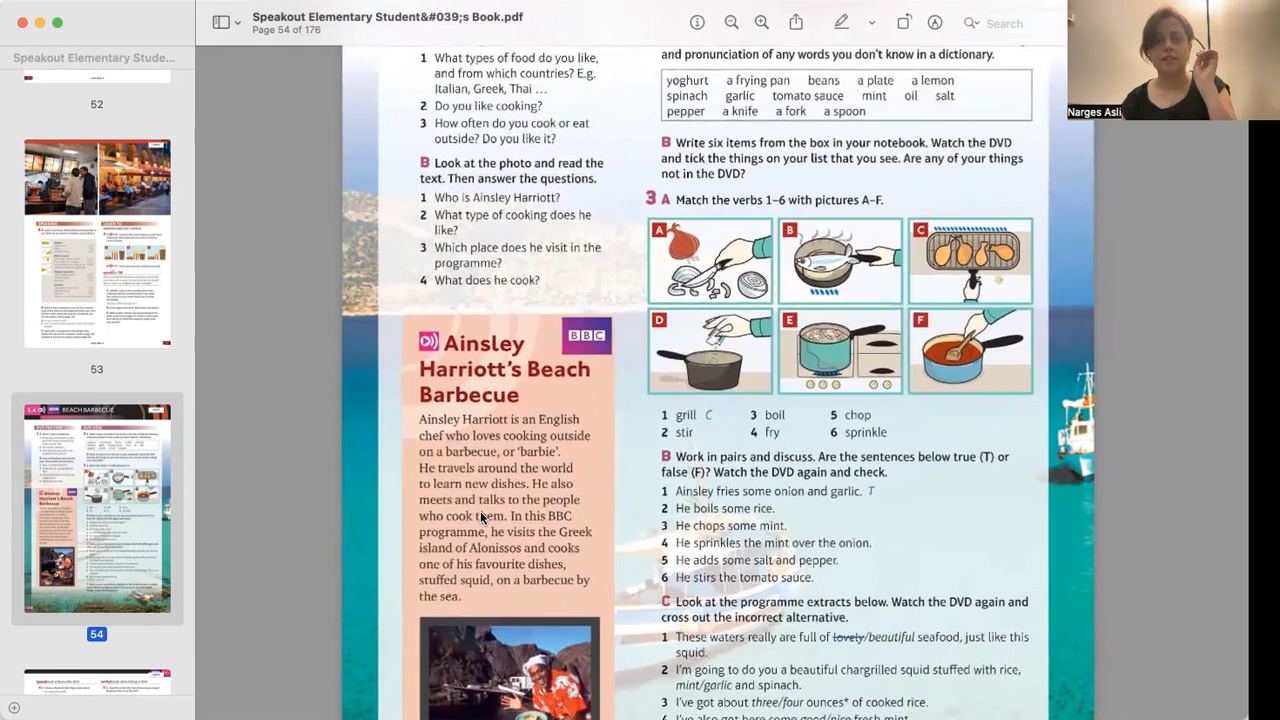 Speakout Elementary Student&#039;s Book.pdf
Page 54 of 176
Search
Narges Asli
Speakout Elementary Stude...
52
53
5.4 BBC BEACH BARBECUE
54
1 What types of food do you like,
and from which countries? E.g.
Italian, Greek, Thai ...
2 Do you like cooking?
3 How often do you cook or eat
outside? Do you like it?
B Look at the photo and read the
text. Then answer the questions.
1 Who is Ainsley Harriott?
2 What type of cooking does he
like?
3 Which place does he visit in the
programme?
4 What does he cook?
BBC
Ainsley
Harriott's Beach
Barbecue
Ainsley Harriott is an English
chef who loves cooking outside
on a barbecue, or 'barbie'.
He travels around the world
to learn new dishes. He also
meets and talks to the people
who cook them. In this BBC
programme he visits the Greek
island of Alonissos and cooks
one of his favourite dishes,
stuffed squid, on a barbecue by
the sea.
and pronunciation of any words you don't know in a dictionary.
yoghurt a frying pan beans a plate a lemon
spinach garlic tomato sauce mint oil salt
pepper a knife a fork a spoon
B Write six items from the box in your notebook. Watch the DVD
and tick the things on your list that you see. Are any of your things
not in the DVD?
3 A Match the verbs 1–6 with pictures A–F.
A B C
D E F
1 grill C 3 boil 5 chop
2 stir sprinkle
B Work in pairs and discuss. Are the sentences below true (T) or
false (F)? Watch the DVD again and check.
1 Ainsley fries some onion and garlic. T
2 He boils some rice.
3 He chops some mint.
4 He sprinkles the mint over the onion.
5 He adds some salt and pepper.
6 He stirs the tomato sauce.
C Look at the programme extracts below. Watch the DVD again and
cross out the incorrect alternative.
1 These waters really are full of lovely/beautiful seafood, just like this
squid.
2 I'm going to do you a beautiful chargrilled squid stuffed with rice,
mint/garlic and spinach.
3 I've got about three/four ounces* of cooked rice.
4 I've also got here some good/nice fresh mint.